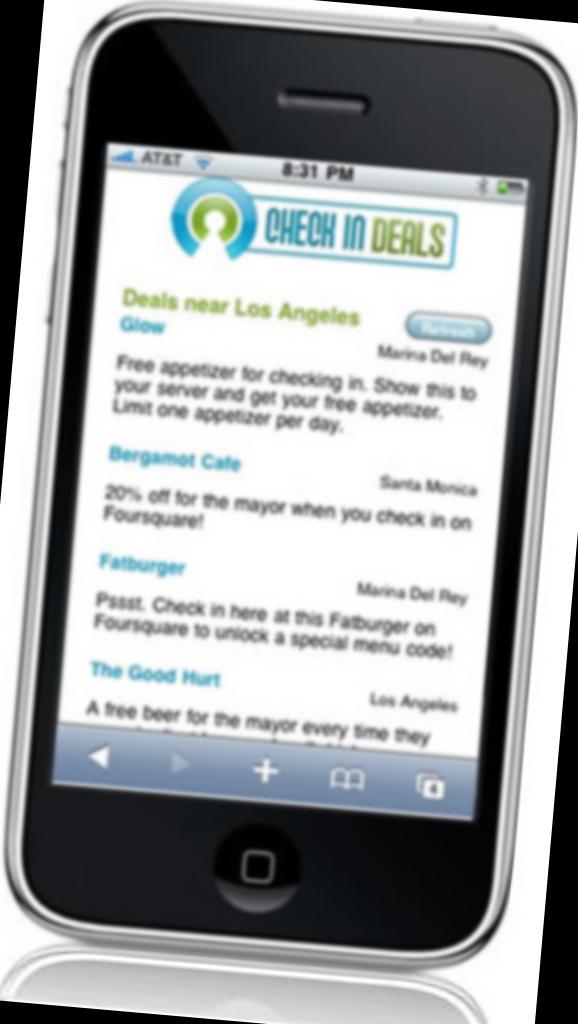 AT&T 8:31 PM
CHECK IN DEALS
Deals near Los Angeles
Refresh
Glow
Marina Del Rey
Free appetizer for checking in. Show this to
your server and get your free appetizer.
Limit one appetizer per day.
Bergamot Cafe
Santa Monica
20% off for the mayor when you check in on
Foursquare!
Fatburger
Marina Del Rey
Pssst. Check in here at this Fatburger on
Foursquare to unlock a special menu code!
The Good Hurt
Los Angeles
A free beer for the mayor every time they
4